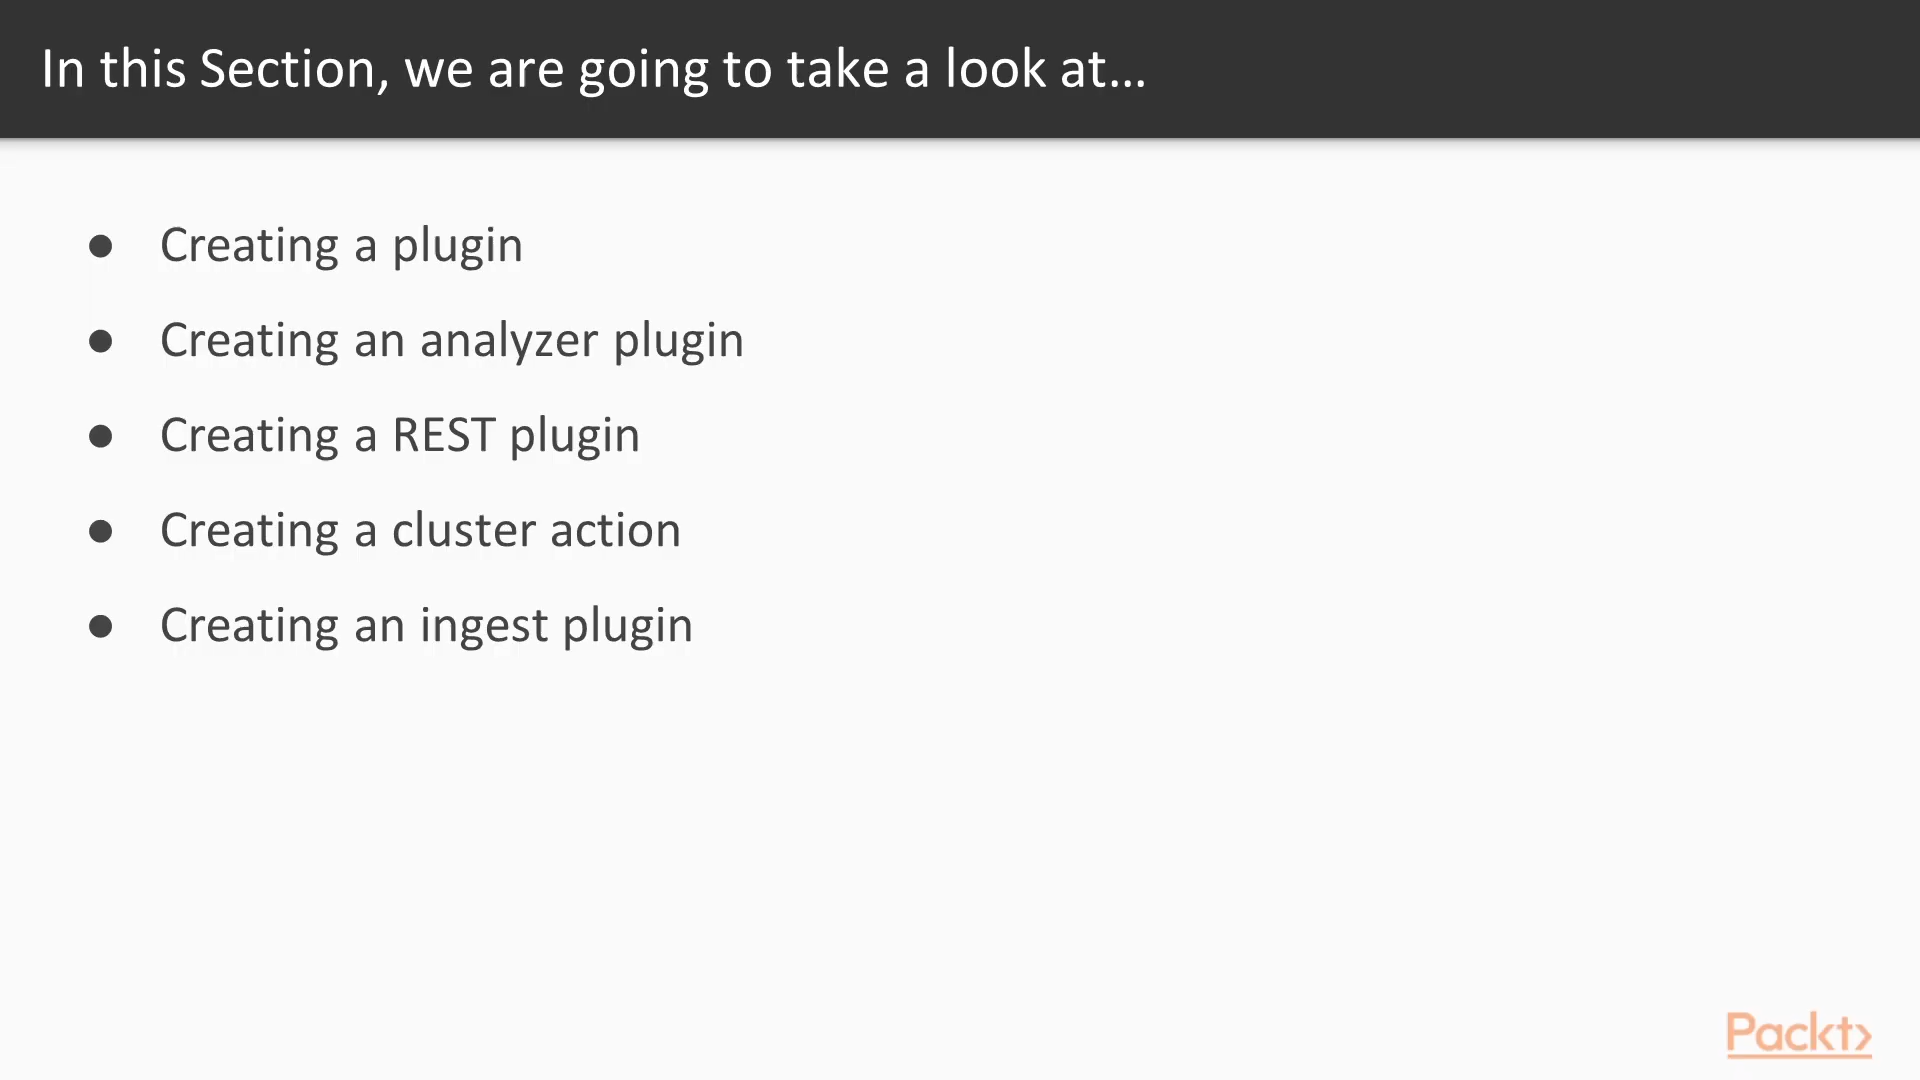 In this Section, we are going to take a look at...
● Creating a plugin
● Creating an analyzer plugin
● Creating a REST plugin
● Creating a cluster action
● Creating an ingest plugin
Packt>